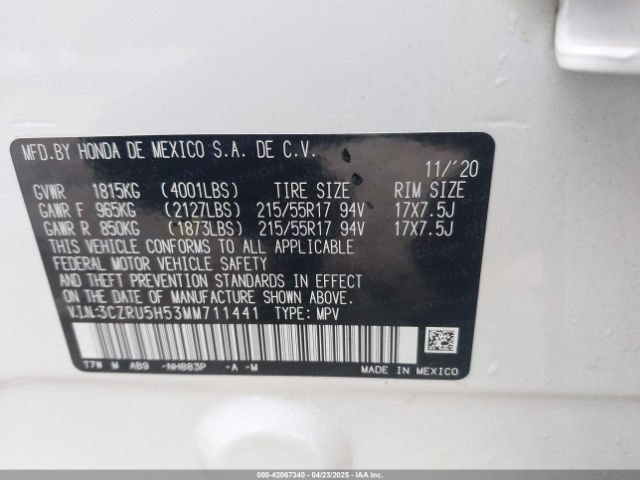 MFD.BY HONDA DE MEXICO S.A. DE C.V.
11/'20
GVWR 1815KG (4001LBS) TIRE SIZE RIM SIZE
GAWR F 965KG (2127LBS) 215/55R17 94V 17X7.5J
GAWR R 850KG (1873LBS) 215/55R17 94V 17X7.5J
THIS VEHICLE CONFORMS TO ALL APPLICABLE
FEDERAL MOTOR VEHICLE SAFETY
AND THEFT PREVENTION STANDARDS IN EFFECT
ON THE DATE OF MANUFACTURE SHOWN ABOVE.
V.I.N:3CZRU5H53MM711441 TYPE: MPV
T7W M AB9 -NH883P -A -M
MADE IN MEXICO
000-42067340 - 04/23/2025 - IAA Inc.